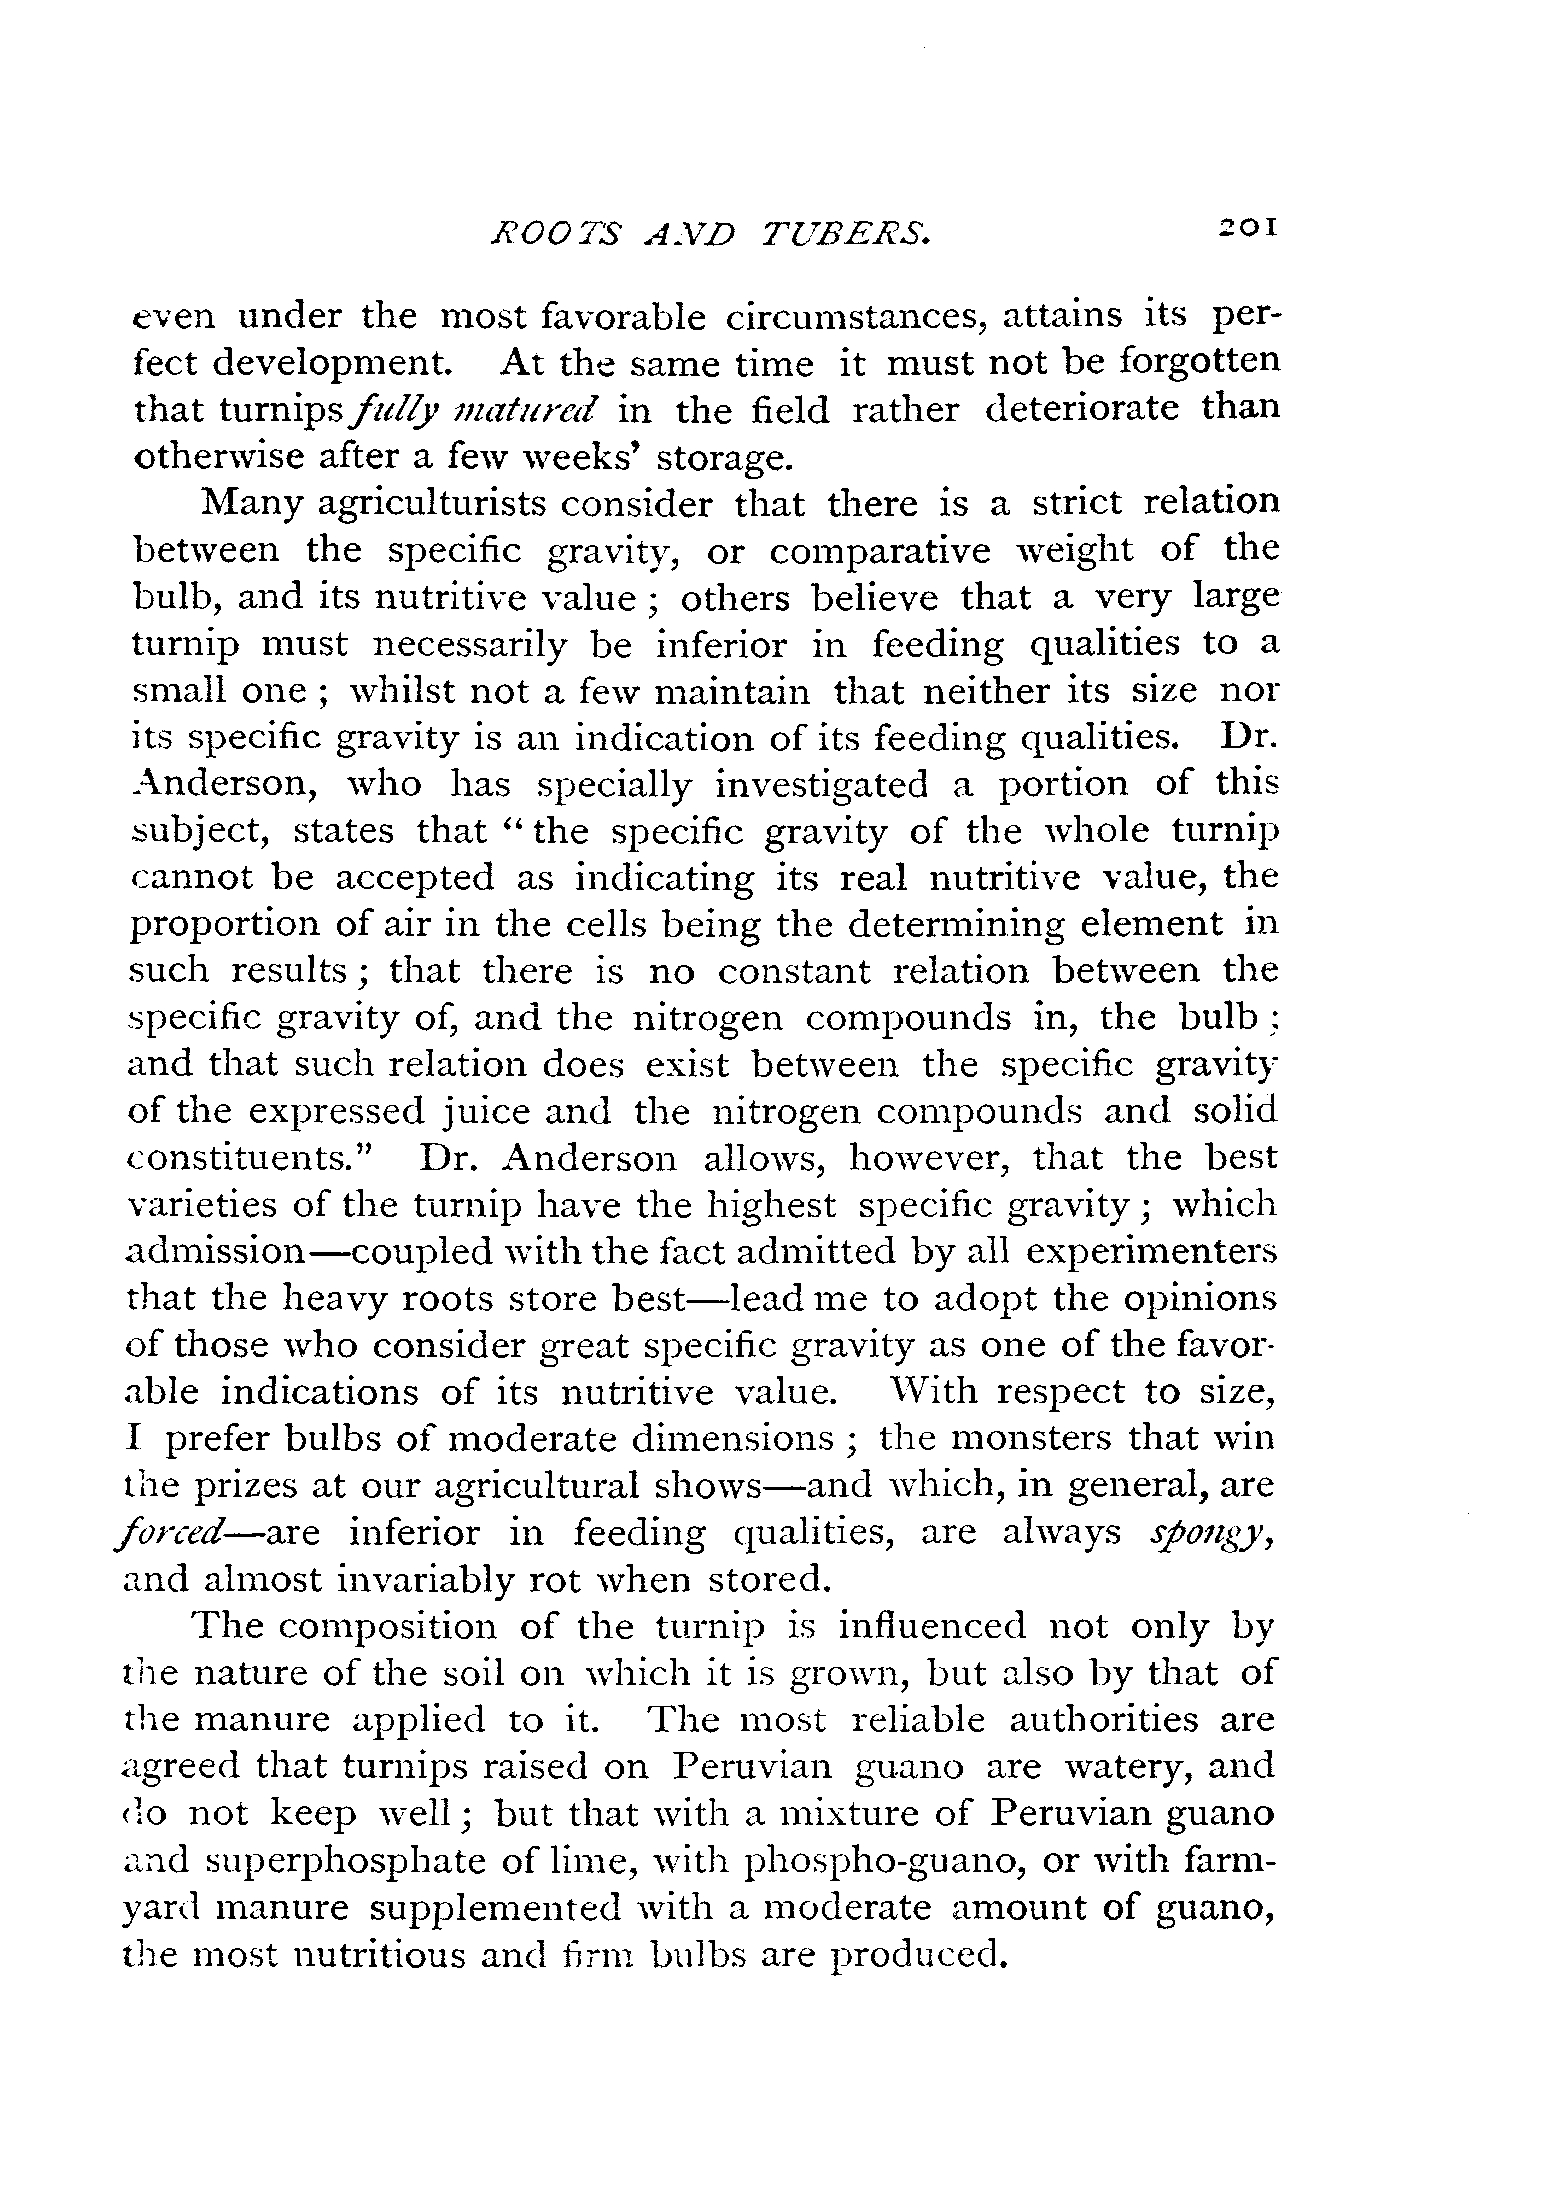 ROOTS AND TUBERS. 201
even under the most favorable circumstances, attains its per-
fect development. At the same time it must not be forgotten
that turnips fully matured in the field rather deteriorate than
otherwise after a few weeks' storage.
Many agriculturists consider that there is a strict relation
between the specific gravity, or comparative weight of the
bulb, and its nutritive value ; others believe that a very large
turnip must necessarily be inferior in feeding qualities to a
small one ; whilst not a few maintain that neither its size nor
its specific gravity is an indication of its feeding qualities. Dr.
Anderson, who has specially investigated a portion of this
subject, states that “ the specific gravity of the whole turnip
cannot be accepted as indicating its real nutritive value, the
proportion of air in the cells being the determining element in
such results ; that there is no constant relation between the
specific gravity of, and the nitrogen compounds in, the bulb ;
and that such relation does exist between the specific gravity
of the expressed juice and the nitrogen compounds and solid
constituents.” Dr. Anderson allows, however, that the best
varieties of the turnip have the highest specific gravity ; which
admission—coupled with the fact admitted by all experimenters
that the heavy roots store best—lead me to adopt the opinions
of those who consider great specific gravity as one of the favor-
able indications of its nutritive value. With respect to size,
I prefer bulbs of moderate dimensions ; the monsters that win
the prizes at our agricultural shows—and which, in general, are
forced—are inferior in feeding qualities, are always spongy,
and almost invariably rot when stored.
The composition of the turnip is influenced not only by
the nature of the soil on which it is grown, but also by that of
the manure applied to it. The most reliable authorities are
agreed that turnips raised on Peruvian guano are watery, and
do not keep well ; but that with a mixture of Peruvian guano
and superphosphate of lime, with phospho-guano, or with farm-
yard manure supplemented with a moderate amount of guano,
the most nutritious and firm bulbs are produced.